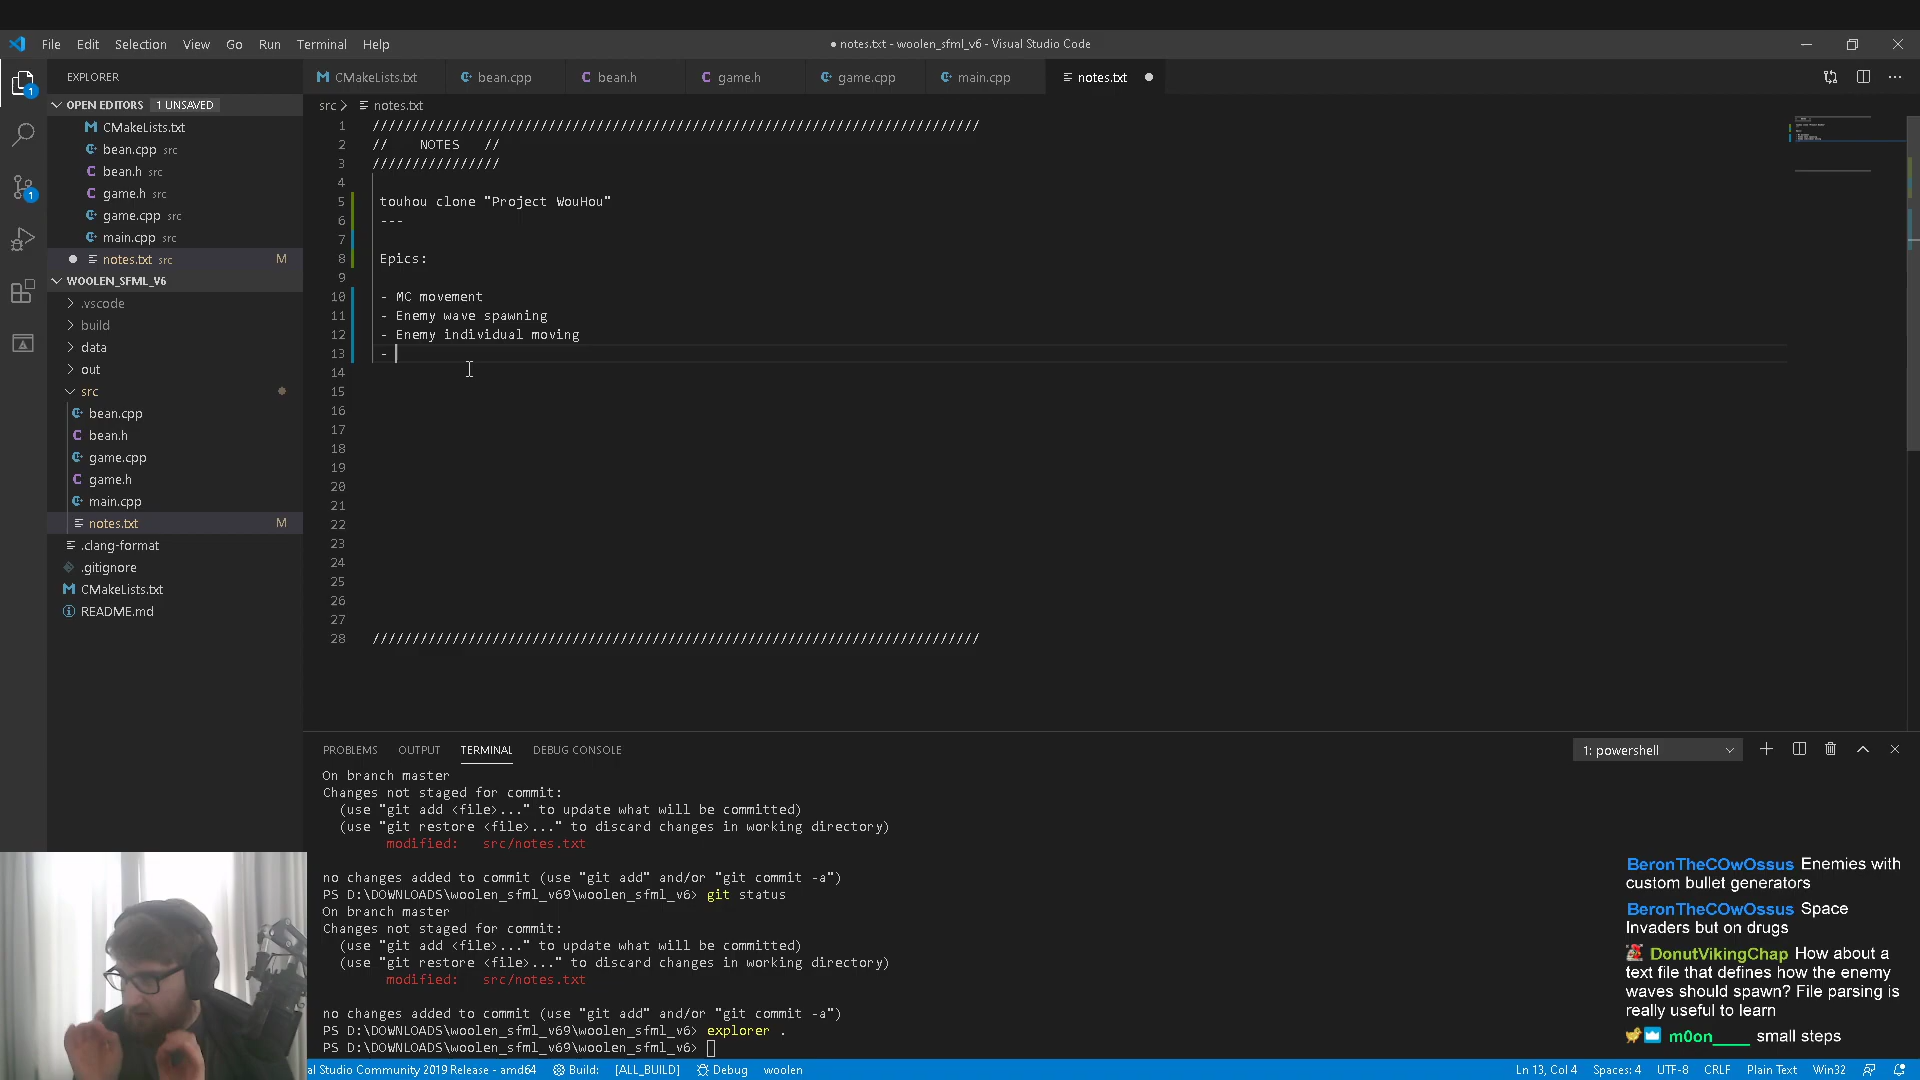 File Edit Selection View Go Run Terminal Help
● notes.txt - woolen_sfml_v6 - Visual Studio Code
EXPLORER
CMakeLists.txt bean.cpp bean.h game.h game.cpp main.cpp notes.txt
OPEN EDITORS 1 UNSAVED
CMakeLists.txt
bean.cpp src
bean.h src
game.h src
game.cpp src
main.cpp src
notes.txt src M
WOOLEN_SFML_V6
.vscode
build
data
out
src
bean.cpp
bean.h
game.cpp
game.h
main.cpp
notes.txt M
.clang-format
.gitignore
CMakeLists.txt
README.md
src > notes.txt
1 ////////////////////////////////////////////////////////////////////////////
2 // NOTES //
3 ////////////////
4
5 touhou clone "Project WouHou"
6 ---
7
8 Epics:
9
10 - MC movement
11 - Enemy wave spawning
12 - Enemy individual moving
13 -
14
15
16
17
18
19
20
21
22
23
24
25
26
27
28 ////////////////////////////////////////////////////////////////////////////
PROBLEMS OUTPUT TERMINAL DEBUG CONSOLE
1: powershell
On branch master
Changes not staged for commit:
(use "git add <file>..." to update what will be committed)
(use "git restore <file>..." to discard changes in working directory)
modified: src/notes.txt
no changes added to commit (use "git add" and/or "git commit -a")
PS D:\DOWNLOADS\woolen_sfml_v69\woolen_sfml_v6> git status
On branch master
Changes not staged for commit:
(use "git add <file>..." to update what will be committed)
(use "git restore <file>..." to discard changes in working directory)
modified: src/notes.txt
no changes added to commit (use "git add" and/or "git commit -a")
PS D:\DOWNLOADS\woolen_sfml_v69\woolen_sfml_v6> explorer .
PS D:\DOWNLOADS\woolen_sfml_v69\woolen_sfml_v6>
BeronTheCOwOssus Enemies with
custom bullet generators
BeronTheCOwOssus Space
Invaders but on drugs
DonutVikingChap How about a
text file that defines how the enemy
waves should spawn? File parsing is
really useful to learn
m0on____ small steps
al Studio Community 2019 Release - amd64 Build: [ALL_BUILD] Debug woolen
Ln 13, Col 4 Spaces: 4 UTF-8 CRLF Plain Text Win32